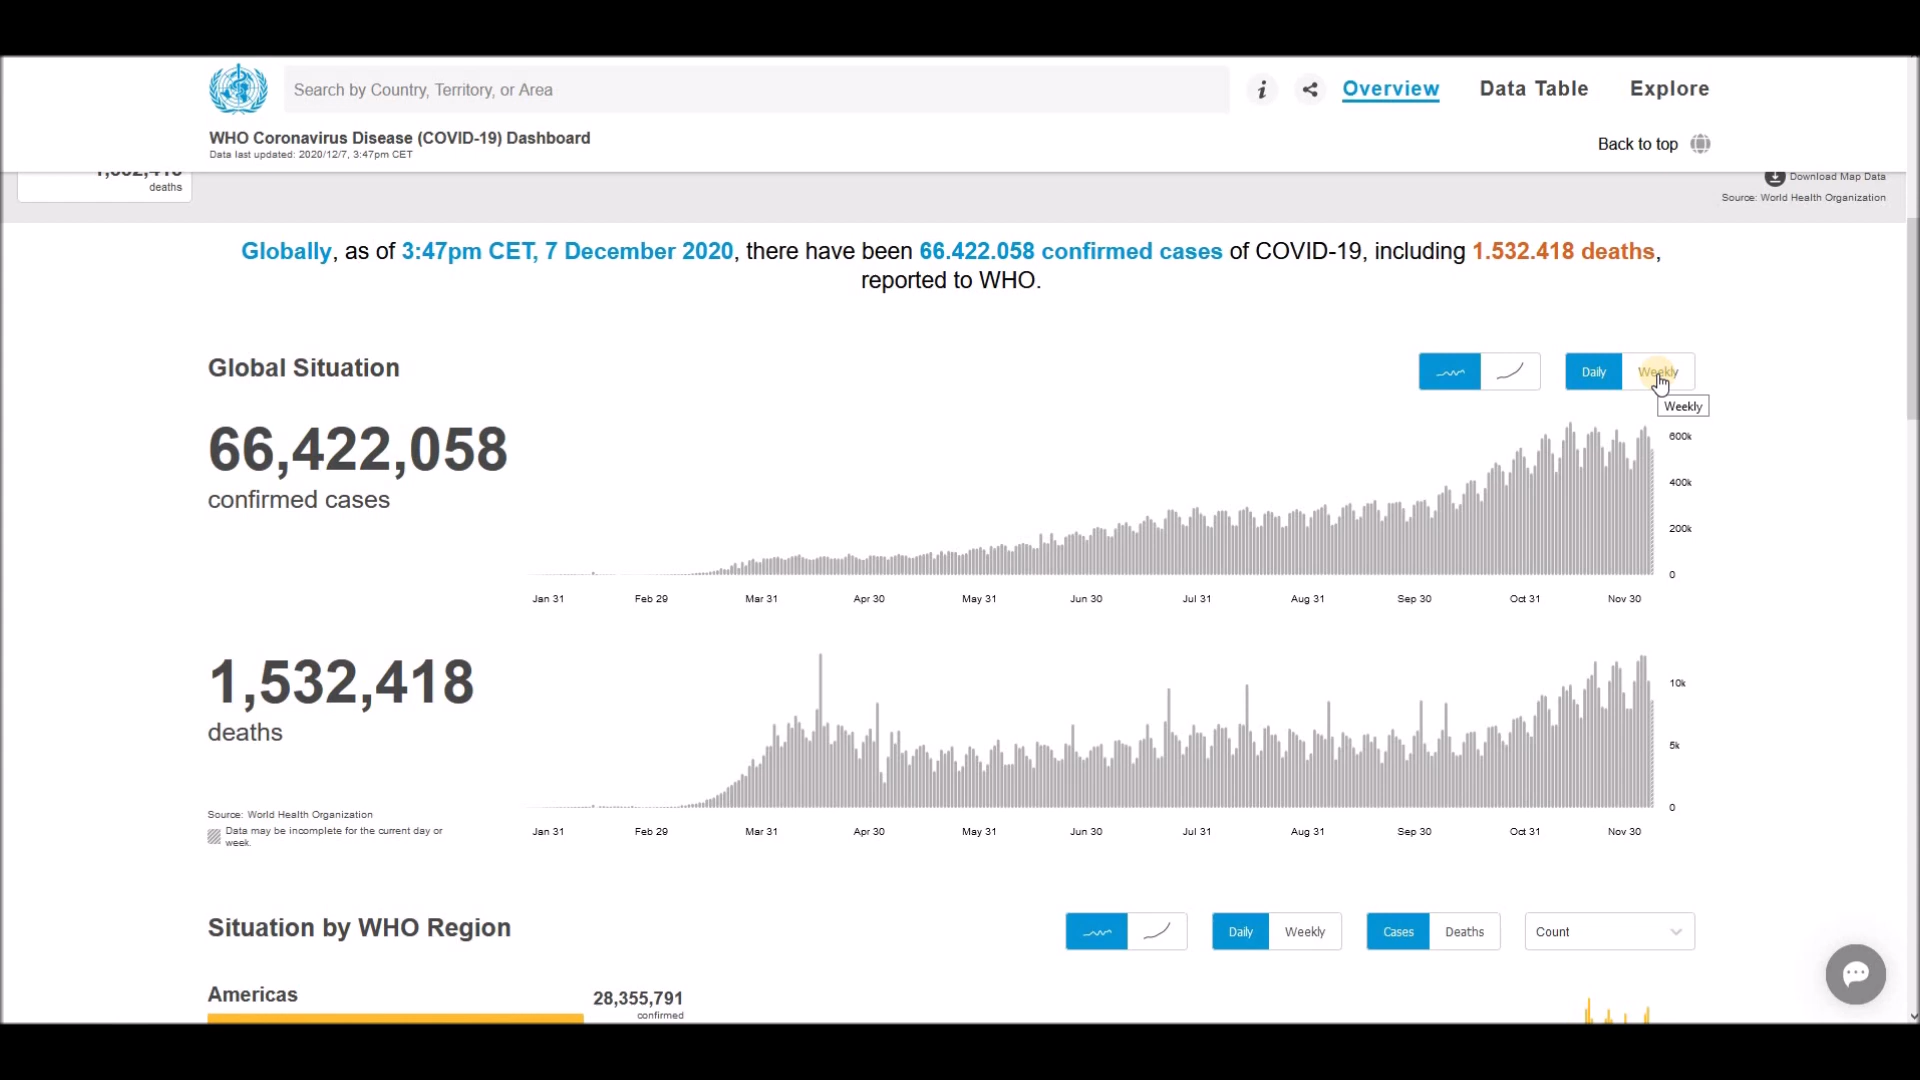 Search by Country, Territory, or Area
Overview
Data Table
Explore
WHO Coronavirus Disease (COVID-19) Dashboard
Data last updated: 2020/12/7, 3:47pm CET
Back to top
deaths
Download Map Data
Source: World Health Organization
Globally, as of 3:47pm CET, 7 December 2020, there have been 66.422.058 confirmed cases of COVID-19, including 1.532.418 deaths,
reported to WHO.
Global Situation
Daily
Weekly
Weekly
66,422,058
confirmed cases
600k
400k
200k
0
Jan 31 Feb 29 Mar 31 Apr 30 May 31 Jun 30 Jul 31 Aug 31 Sep 30 Oct 31 Nov 30
1,532,418
deaths
10k
5k
0
Source: World Health Organization
Data may be incomplete for the current day or
week.
Jan 31 Feb 29 Mar 31 Apr 30 May 31 Jun 30 Jul 31 Aug 31 Sep 30 Oct 31 Nov 30
Situation by WHO Region
Daily
Weekly
Cases
Deaths
Count
Americas
28,355,791
confirmed